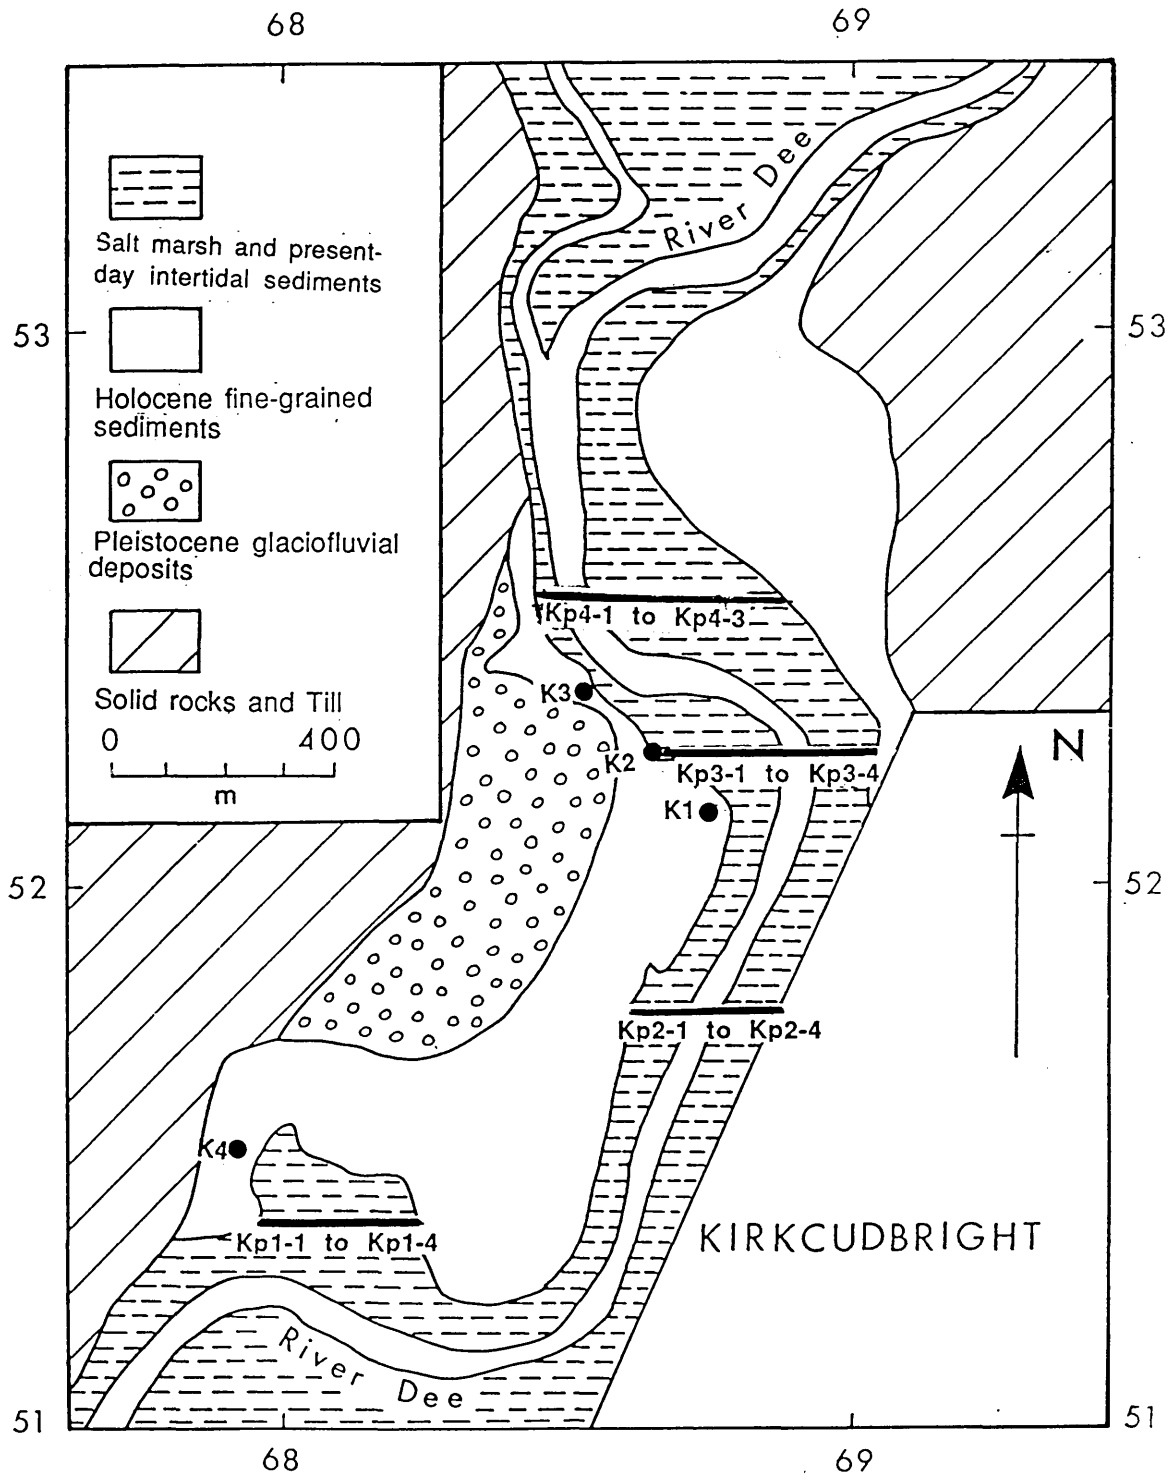 68 69
Salt marsh and present-
day intertidal sediments
53 53
Holocene fine-grained
sediments
Pleistocene glaciofluvial
deposits
Solid rocks and Till
0 400
m
River Dee
Kp4-1 to Kp4-3
K3
K2
Kp3-1 to Kp3-4
N
K1
52 52
Kp2-1 to Kp2-4
K4
Kp1-1 to Kp1-4
KIRKCUDBRIGHT
River Dee
51 51
68 69